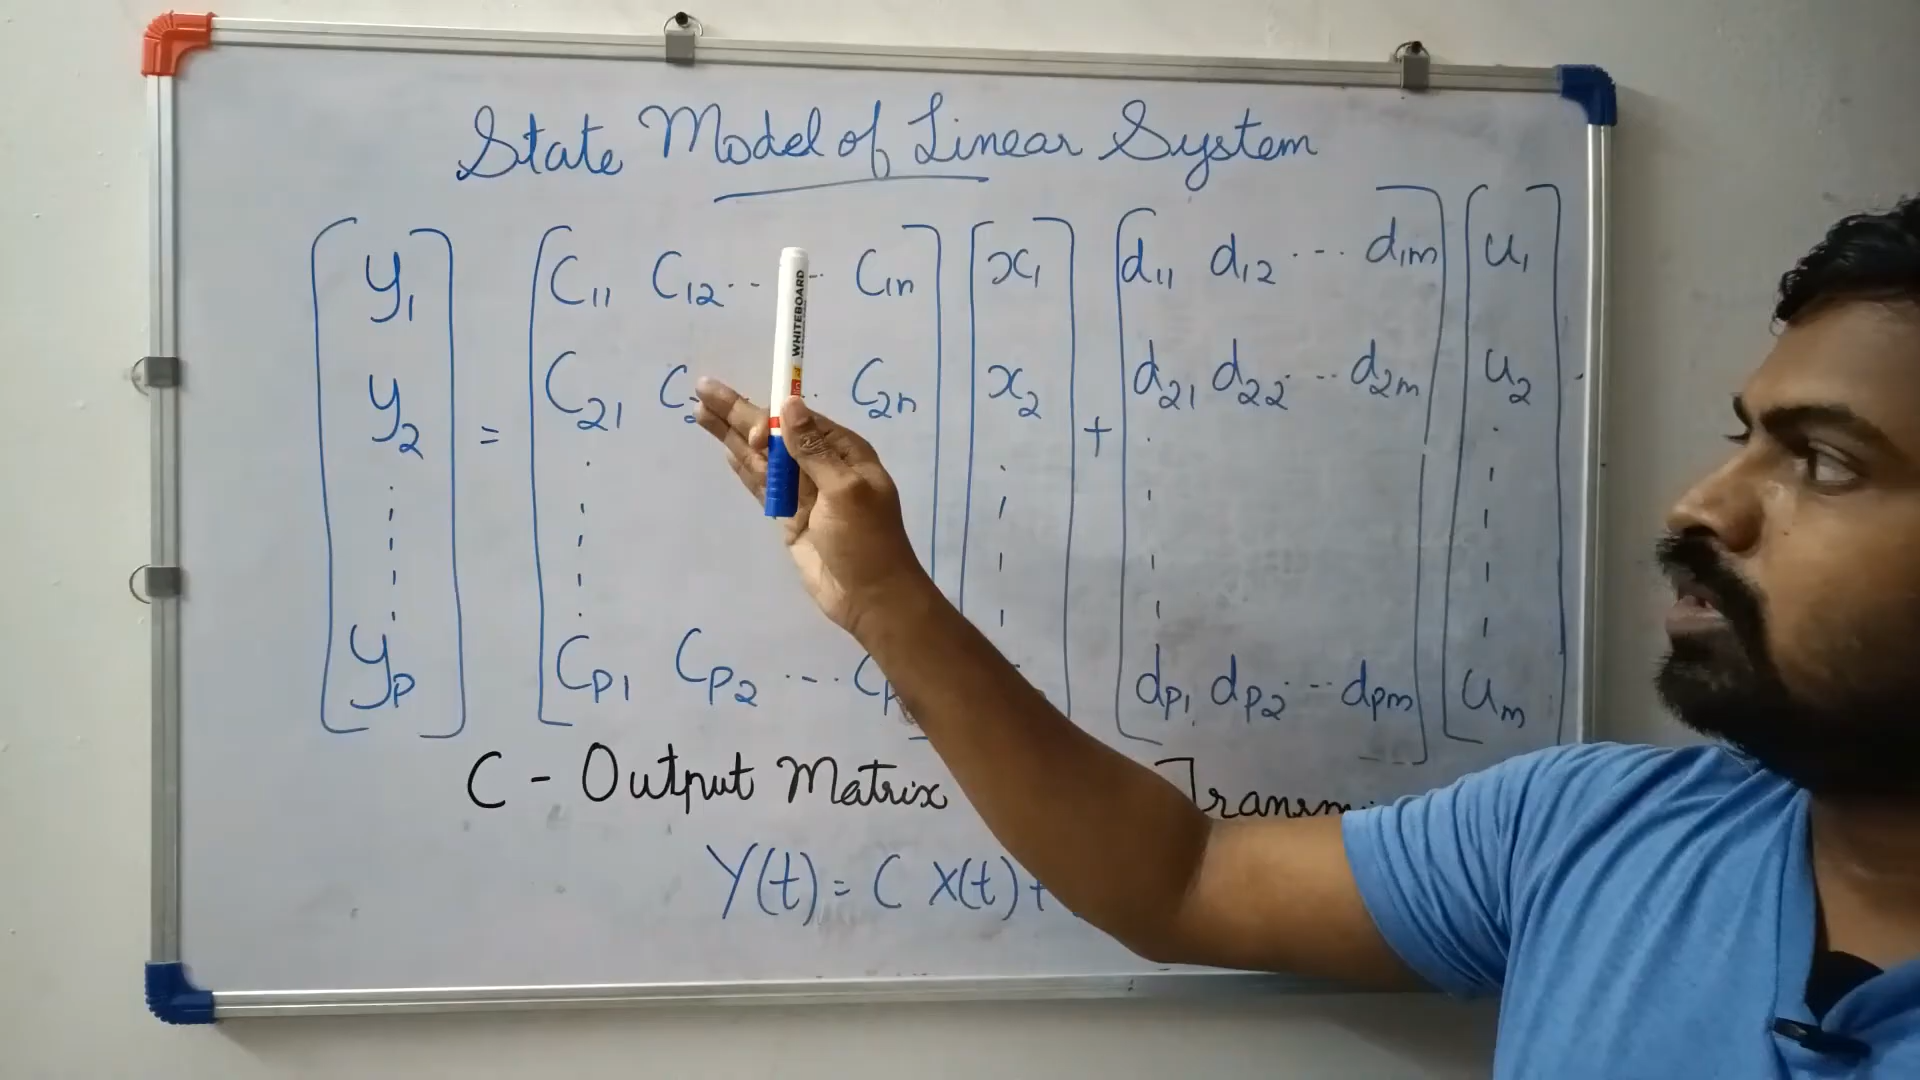 State Model of Linear System
y1 = C11 C12 ... C1n x1 + d11 d12 ... d1m u1
y2 C21 C2n x2 d21 d22 ... d2m u2
yp Cp1 Cp2 ... dp1 dp2 ... dpm um
C - Output Matrix
Y(t) = C X(t) +
WHITEBOARD